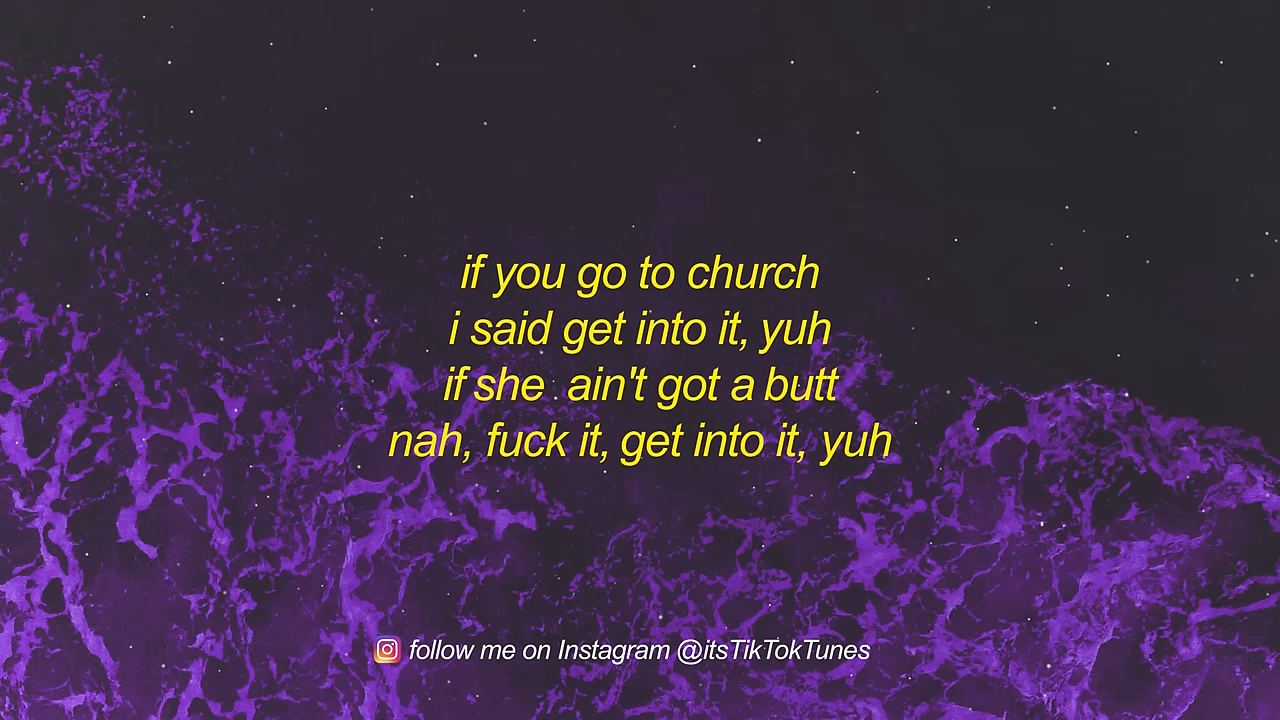 if you go to church
i said get into it, yuh
if she ain't got a butt
nah, fuck it, get into it, yuh
follow me on Instagram @itsTikTokTunes